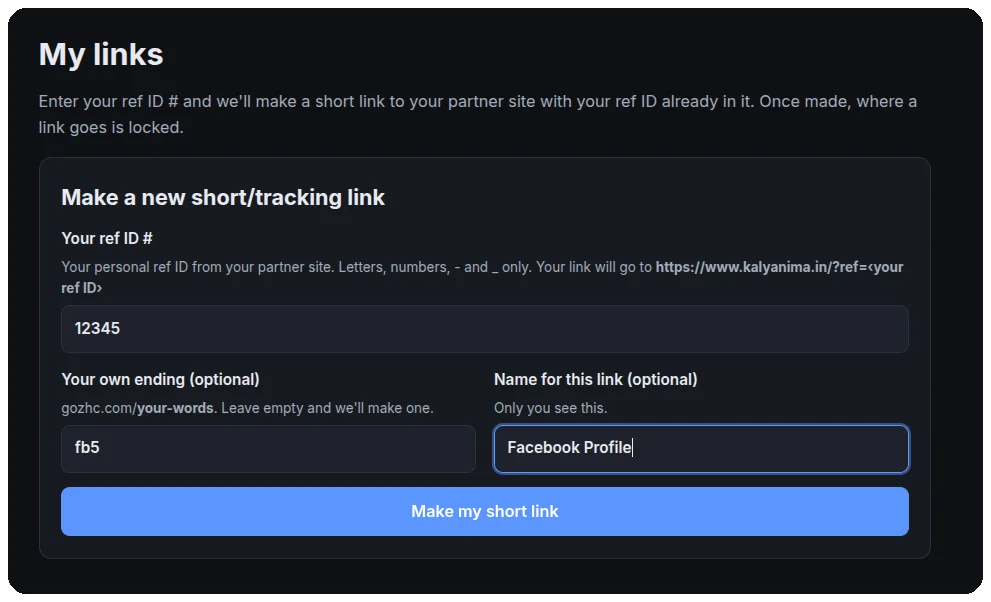 My links
Enter your ref ID # and we'll make a short link to your partner site with your ref ID already in it. Once made, where a
link goes is locked.
Make a new short/tracking link
Your ref ID #
Your personal ref ID from your partner site. Letters, numbers, - and _ only. Your link will go to https://www.kalyanima.in/?ref=‹your
ref ID›
12345
Your own ending (optional)
gozhc.com/your-words. Leave empty and we'll make one.
fb5
Name for this link (optional)
Only you see this.
Facebook Profile
Make my short link